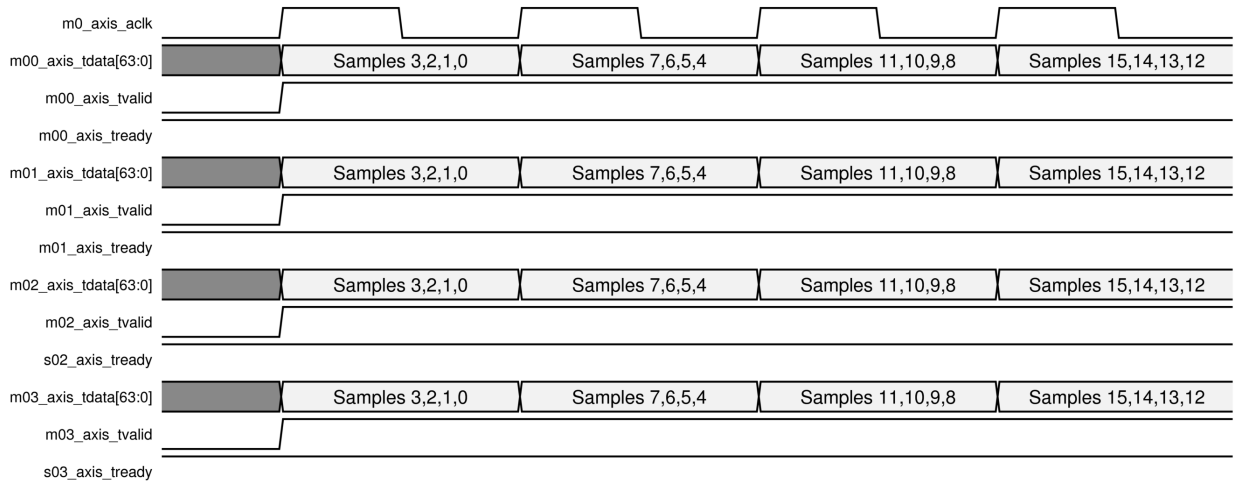 m0_axis_aclk
m00_axis_tdata[63:0] Samples 3,2,1,0 Samples 7,6,5,4 Samples 11,10,9,8 Samples 15,14,13,12
m00_axis_tvalid
m00_axis_tready
m01_axis_tdata[63:0] Samples 3,2,1,0 Samples 7,6,5,4 Samples 11,10,9,8 Samples 15,14,13,12
m01_axis_tvalid
m01_axis_tready
m02_axis_tdata[63:0] Samples 3,2,1,0 Samples 7,6,5,4 Samples 11,10,9,8 Samples 15,14,13,12
m02_axis_tvalid
s02_axis_tready
m03_axis_tdata[63:0] Samples 3,2,1,0 Samples 7,6,5,4 Samples 11,10,9,8 Samples 15,14,13,12
m03_axis_tvalid
s03_axis_tready